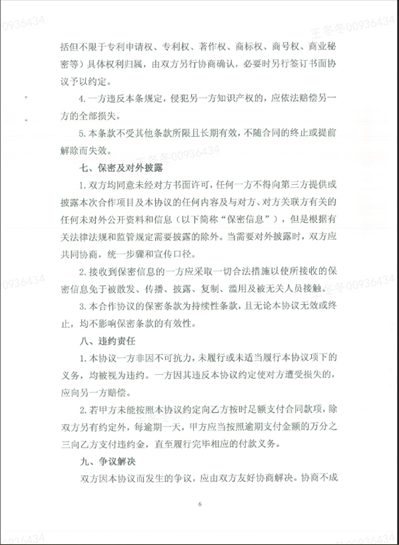 王冬冬00936434
括但不限于专利申请权、专利权、著作权、商标权、商号权、商业秘
密等）具体权利归属，由双方另行协商确认，必要时另行签订书面协
议予以约定。
4.一方违反本条规定，侵犯另一方知识产权的，应依法赔偿另一
方的全部损失。
5.本条款不受其他条款所限且长期有效，不随合同的终止或提前
解除而失效。
七、保密及对外披露
1.双方均同意未经对方书面许可，任何一方不得向第三方提供或
披露本次合作项目及本协议的任何内容及与对方、对方关联方有关的
任何未对外公开资料和信息（以下简称“保密信息”），但是根据有
关法律法规和监管规定需要披露的除外。当需要对外披露时，双方应
共同协商，统一步骤和宣传口径。
2.接收到保密信息的一方应采取一切合法措施以使所接收的保
密信息免于被散发、传播、披露、复制、滥用及被无关人员接触。
3.本合作协议的保密条款为持续性条款，且无论本协议无效或终
止，均不影响保密条款的有效性。
八、违约责任
1.本协议一方非因不可抗力，未履行或未适当履行本协议项下的
义务，均被视为违约。一方因其违反本协议约定使对方遭受损失的，
应向另一方赔偿。
2.若甲方未能按照本协议约定向乙方按时足额支付合同款项，除
双方另有约定外，每逾期一天，甲方应当按照逾期支付金额的万分之
三向乙方支付违约金，直至履行完毕相应的付款义务。
九、争议解决
双方因本协议而发生的争议，应由双方友好协商解决。协商不成
6